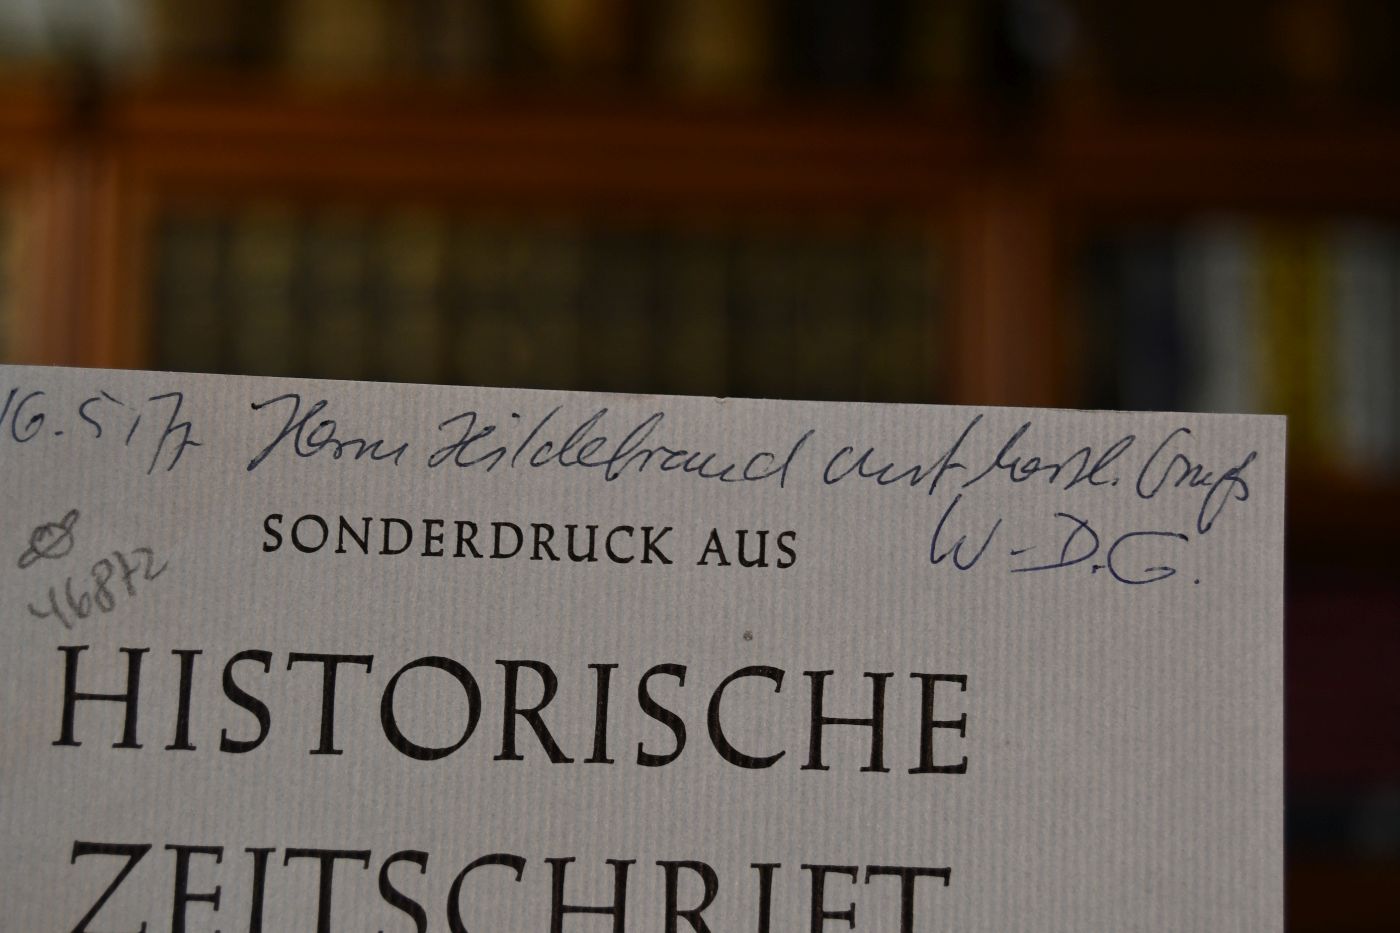 16.5.77 Herrn Hildebrand mit herzl. Gruß
W-D.G.
SONDERDRUCK AUS
46872
HISTORISCHE
ZEITSCHRIFT